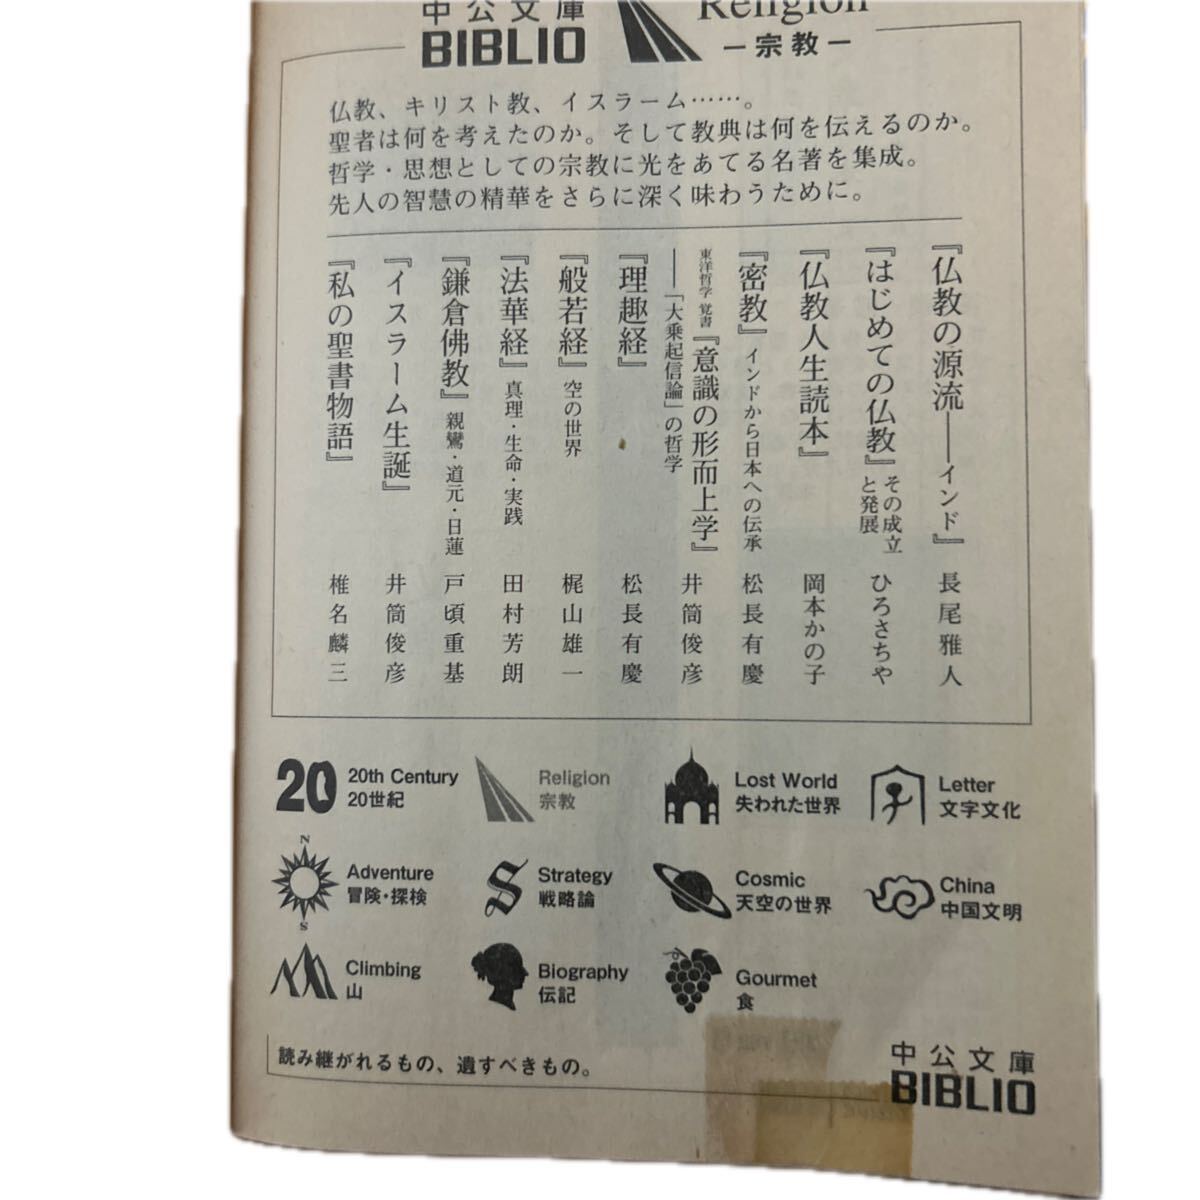 中公文庫
BIBLIO
Religion
―宗教―
仏教、キリスト教、イスラーム……。
聖者は何を考えたのか。そして教典は何を伝えるのか。
哲学・思想としての宗教に光をあてる名著を集成。
先人の智慧の精華をさらに深く味わうために。
『仏教の源流――インド』 長尾雅人
『はじめての仏教』 その成立と発展 ひろさちや
『仏教人生読本』 岡本かの子
『密教』 インドから日本への伝承 松長有慶
東洋哲学 覚書 『意識の形而上学』
――「大乗起信論」の哲学 井筒俊彦
『理趣経』 松長有慶
『般若経』 空の世界 梶山雄一
『法華経』 真理・生命・実践 田村芳朗
『鎌倉佛教』 親鸞・道元・日蓮 戸頃重基
『イスラーム生誕』 井筒俊彦
『私の聖書物語』 椎名麟三
20
20th Century
20世紀
Religion
宗教
Lost World
失われた世界
Letter
文字文化
N
S
Adventure
冒険・探検
Strategy
戦略論
Cosmic
天空の世界
China
中国文明
Climbing
山
Biography
伝記
Gourmet
食
読み継がれるもの、遺すべきもの。
中公文庫
BIBLIO